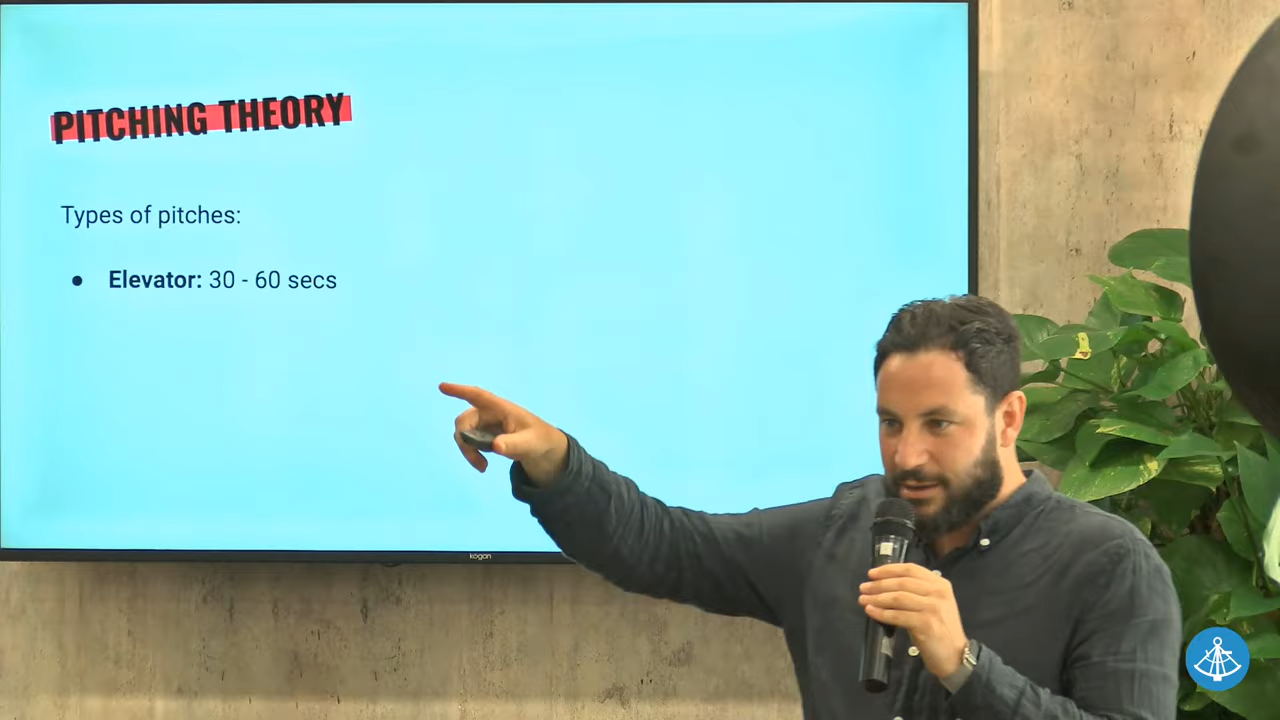 PITCHING THEORY
Types of pitches:
● Elevator: 30 - 60 secs
kogan